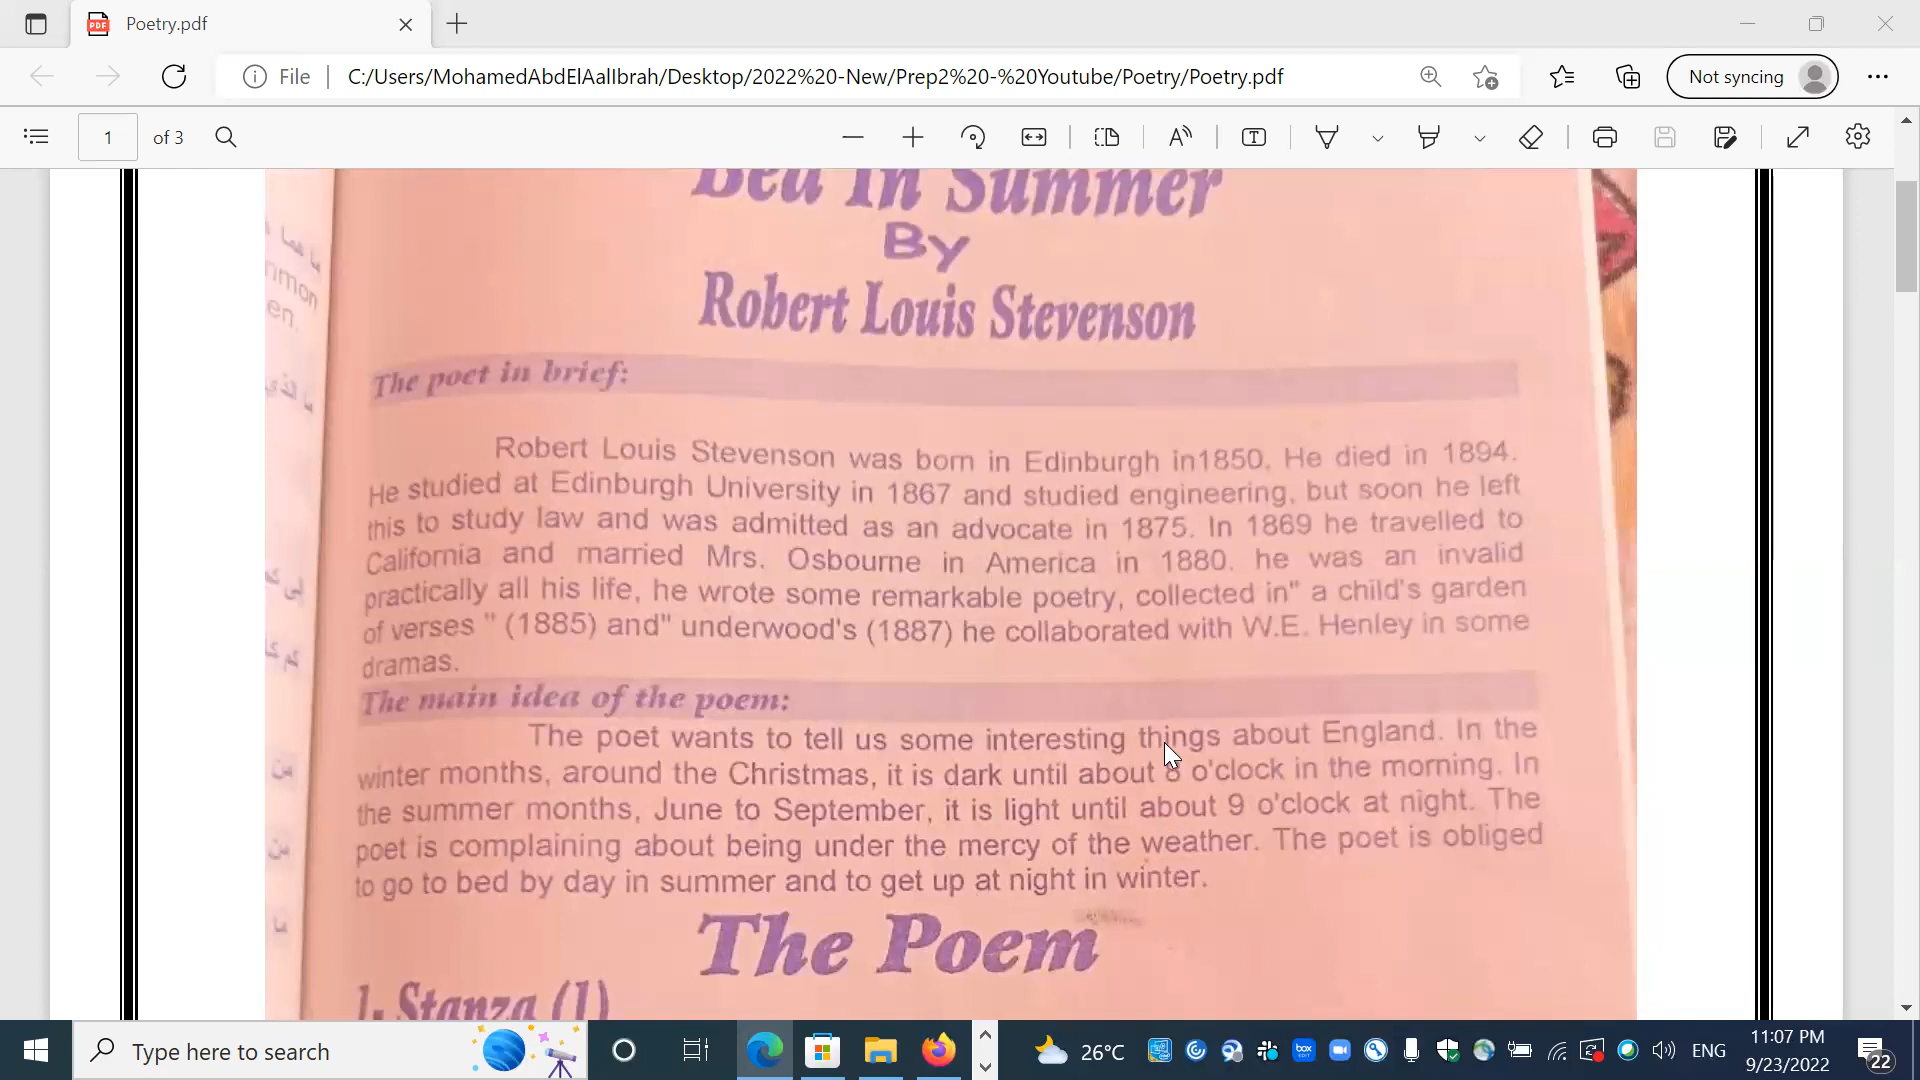 Poetry.pdf
File
C:/Users/MohamedAbdElAalIbrah/Desktop/2022%20-New/Prep2%20-%20Youtube/Poetry/Poetry.pdf
Not syncing
1 of 3
Bed In Summer
By
Robert Louis Stevenson
The poet in brief:
Robert Louis Stevenson was born in Edinburgh in1850. He died in 1894.
He studied at Edinburgh University in 1867 and studied engineering, but soon he left
this to study law and was admitted as an advocate in 1875. In 1869 he travelled to
California and married Mrs. Osbourne in America in 1880. he was an invalid
practically all his life, he wrote some remarkable poetry, collected in" a child's garden
of verses " (1885) and" underwood's (1887) he collaborated with W.E. Henley in some
dramas.
The main idea of the poem:
The poet wants to tell us some interesting things about England. In the
winter months, around the Christmas, it is dark until about 8 o'clock in the morning. In
the summer months, June to September, it is light until about 9 o'clock at night. The
poet is complaining about being under the mercy of the weather. The poet is obliged
to go to bed by day in summer and to get up at night in winter.
The Poem
1. Stanza (1)
Type here to search
26°C
ENG
11:07 PM
9/23/2022
22